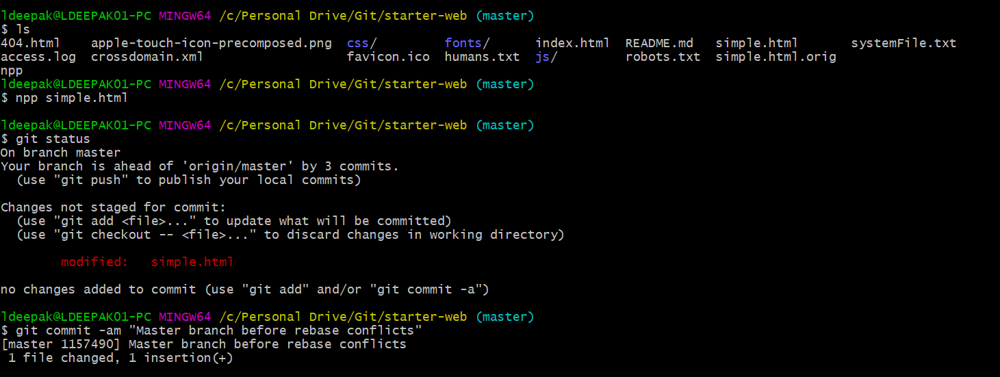 ldeepak@LDEEPAK01-PC MINGW64 /c/Personal Drive/Git/starter-web (master)
$ ls
404.html    apple-touch-icon-precomposed.png  css/         fonts/      index.html  README.md   simple.html       systemFile.txt
access.log  crossdomain.xml                   favicon.ico  humans.txt  js/         robots.txt  simple.html.orig
npp
ldeepak@LDEEPAK01-PC MINGW64 /c/Personal Drive/Git/starter-web (master)
$ npp simple.html
ldeepak@LDEEPAK01-PC MINGW64 /c/Personal Drive/Git/starter-web (master)
$ git status
On branch master
Your branch is ahead of 'origin/master' by 3 commits.
  (use "git push" to publish your local commits)
Changes not staged for commit:
  (use "git add <file>..." to update what will be committed)
  (use "git checkout -- <file>..." to discard changes in working directory)
        modified:   simple.html
no changes added to commit (use "git add" and/or "git commit -a")
ldeepak@LDEEPAK01-PC MINGW64 /c/Personal Drive/Git/starter-web (master)
$ git commit -am "Master branch before rebase conflicts"
[master 1157490] Master branch before rebase conflicts
 1 file changed, 1 insertion(+)